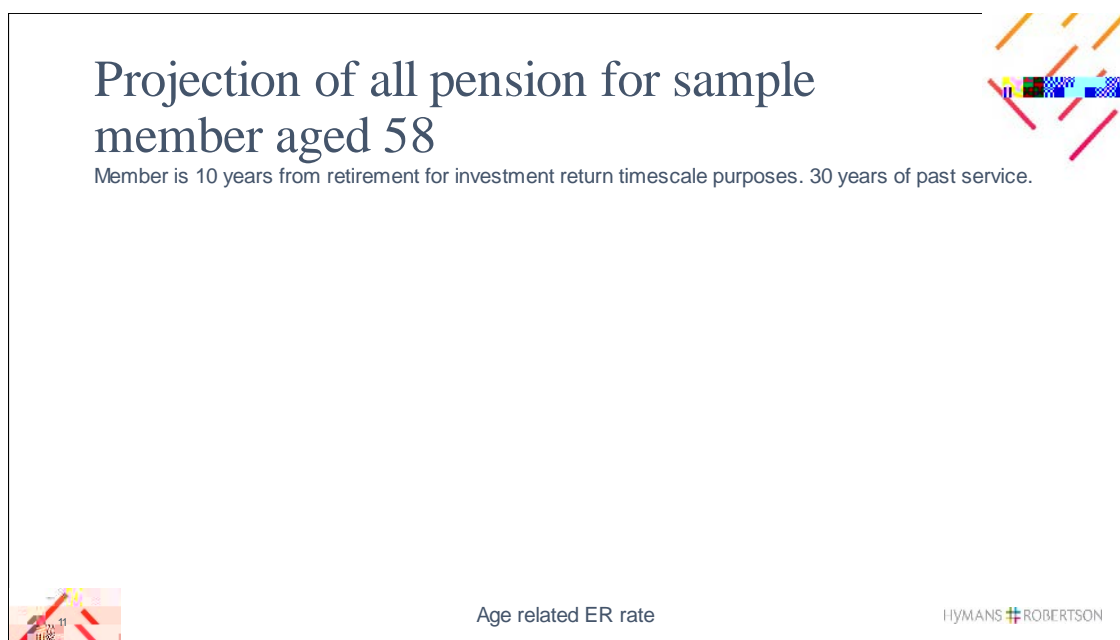 Projection of all pension for sample
member aged 58
Member is 10 years from retirement for investment return timescale purposes. 30 years of past service.
11
Age related ER rate
HYMANS # ROBERTSON